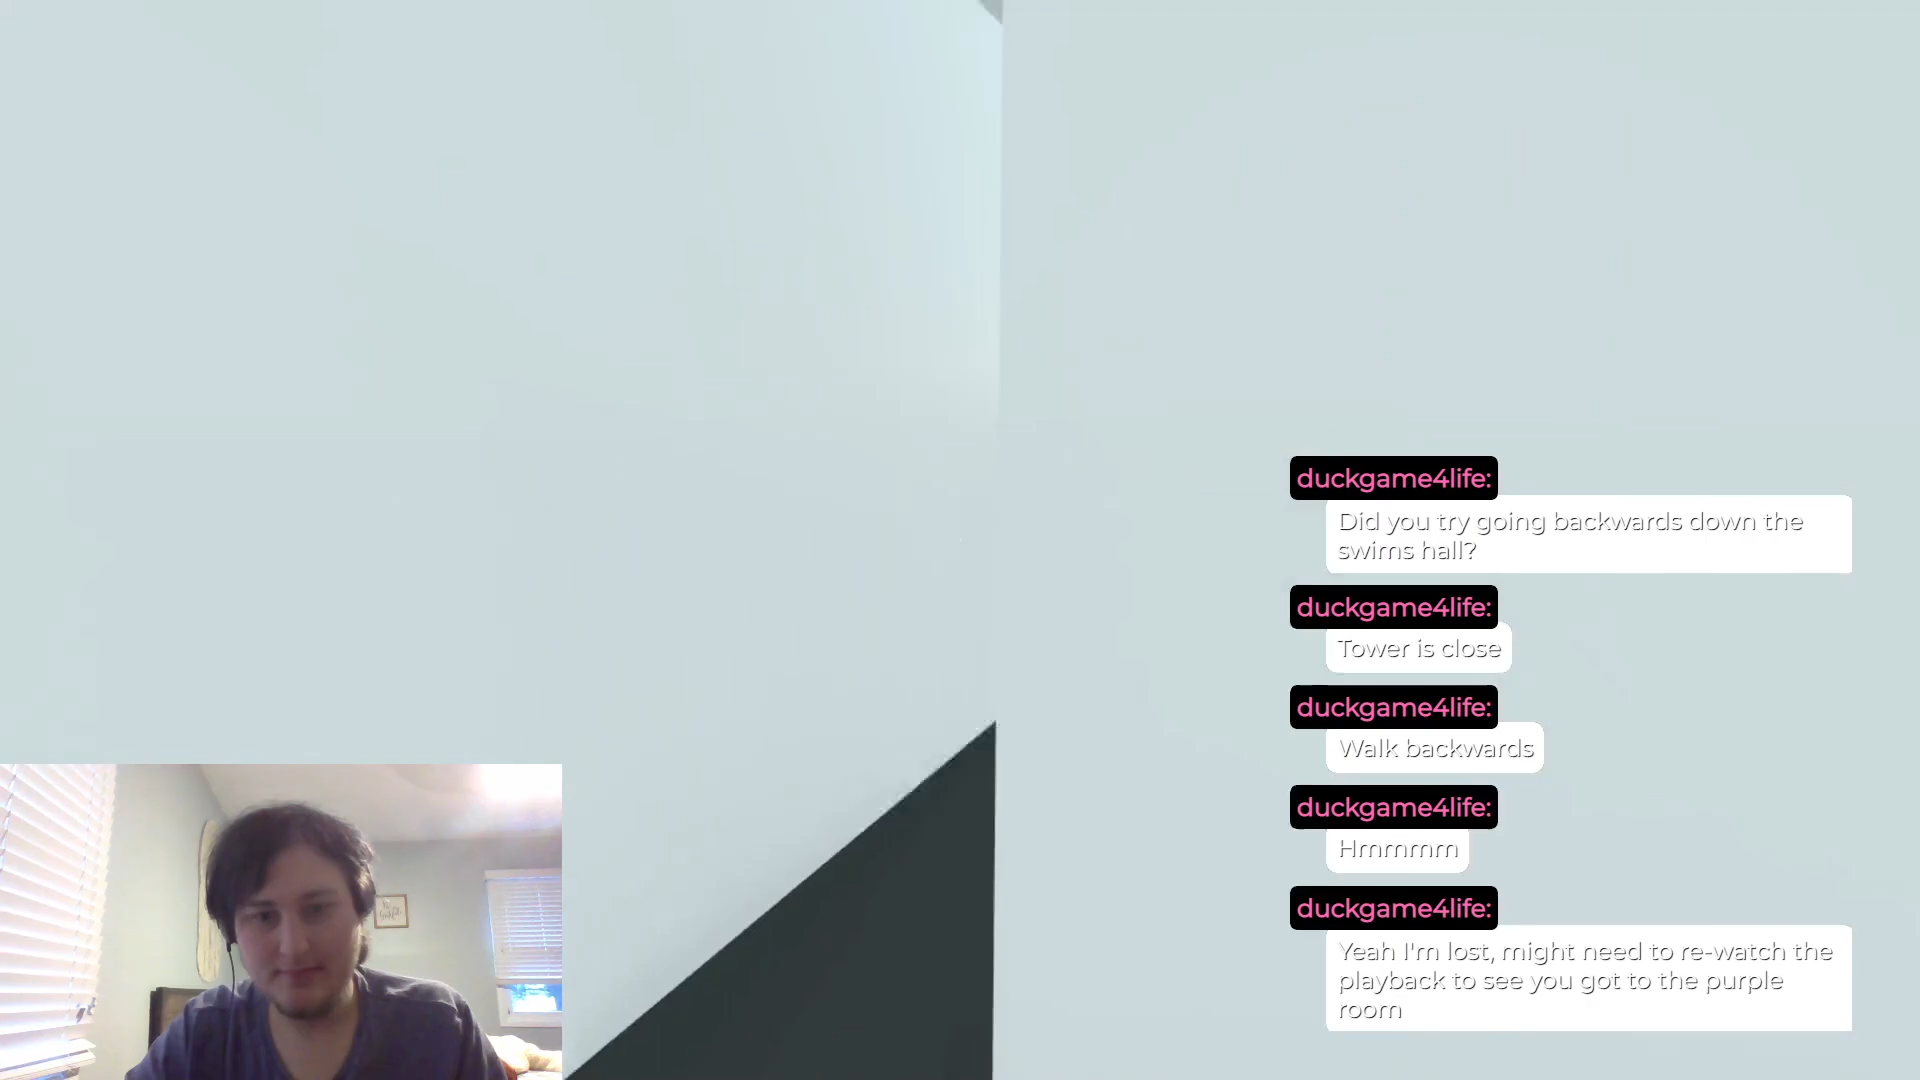 duckgame4life:
Did you try going backwards down the
swims hall?
duckgame4life:
Tower is close
duckgame4life:
Walk backwards
duckgame4life:
Hmmmm
duckgame4life:
Yeah I'm lost, might need to re-watch the
playback to see you got to the purple
room